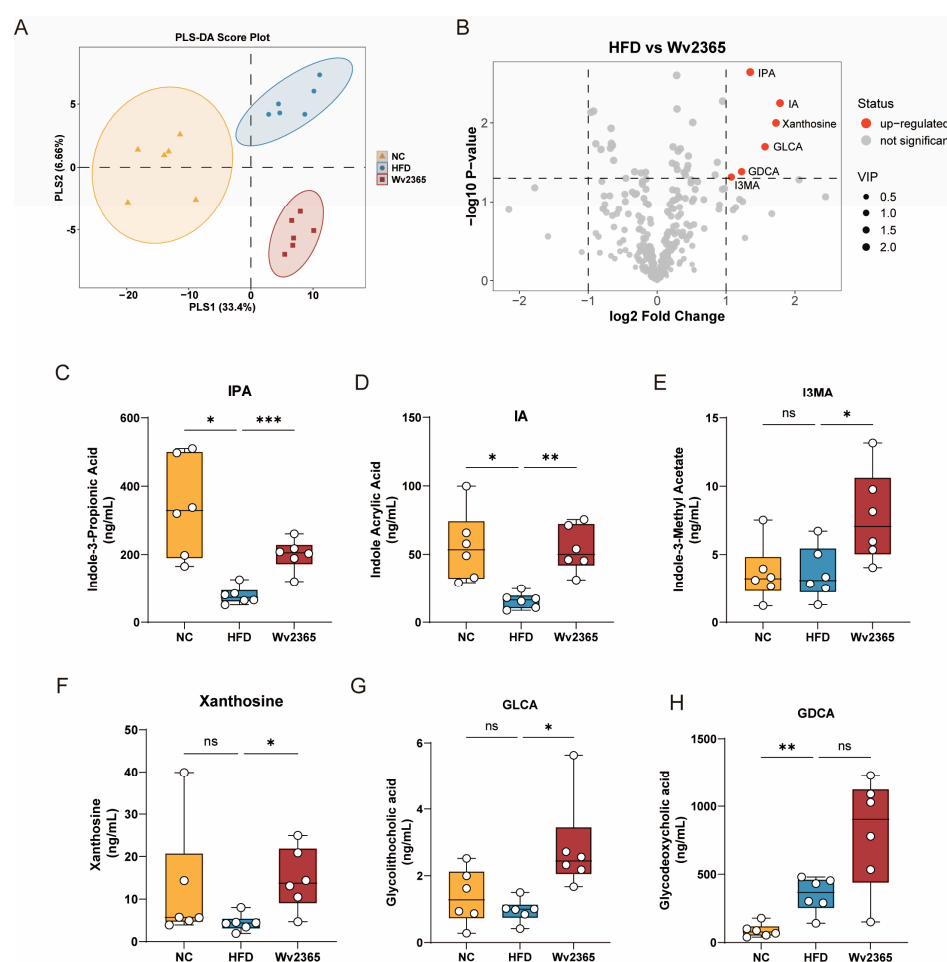 A
PLS-DA Score Plot
PLS2 (6.66%)
5
0
−5
−20
−10
0
10
PLS1 (33.4%)
NC
HFD
Wv2365
B
HFD vs Wv2365
−log10 P-value
2
1
0
−2
−1
0
1
2
log2 Fold Change
IPA
IA
Xanthosine
GLCA
GDCA
I3MA
Status
up−regulated
not significan
VIP
0.5
1.0
1.5
2.0
C
IPA
Indole-3-Propionic Acid
(ng/mL)
600
400
200
0
*
***
NC
HFD
Wv2365
D
IA
Indole Acrylic Acid
(ng/mL)
150
100
50
0
*
**
NC
HFD
Wv2365
E
I3MA
Indole-3-Methyl Acetate
(ng/mL)
15
10
5
0
ns
*
NC
HFD
Wv2365
F
Xanthosine
Xanthosine
(ng/mL)
50
40
30
20
10
0
ns
*
NC
HFD
Wv2365
G
GLCA
Glycolithocholic acid
(ng/mL)
6
4
2
0
ns
*
NC
HFD
Wv2365
H
GDCA
Glycodeoxycholic acid
(ng/mL)
1500
1000
500
0
**
ns
NC
HFD
Wv2365